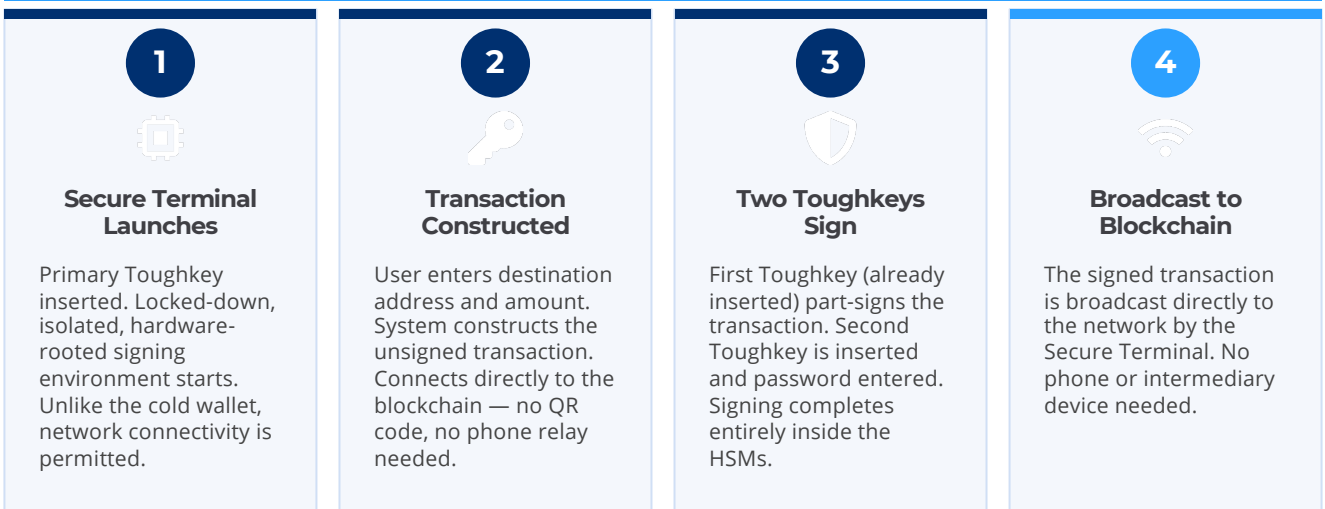 1
Secure Terminal
Launches
Primary Toughkey
inserted. Locked-down,
isolated, hardware-
rooted signing
environment starts.
Unlike the cold wallet,
network connectivity is
permitted.
2
Transaction
Constructed
User enters destination
address and amount.
System constructs the
unsigned transaction.
Connects directly to the
blockchain — no QR
code, no phone relay
needed.
3
Two Toughkeys
Sign
First Toughkey (already
inserted) part-signs the
transaction. Second
Toughkey is inserted
and password entered.
Signing completes
entirely inside the
HSMs.
4
Broadcast to
Blockchain
The signed transaction
is broadcast directly to
the network by the
Secure Terminal. No
phone or intermediary
device needed.